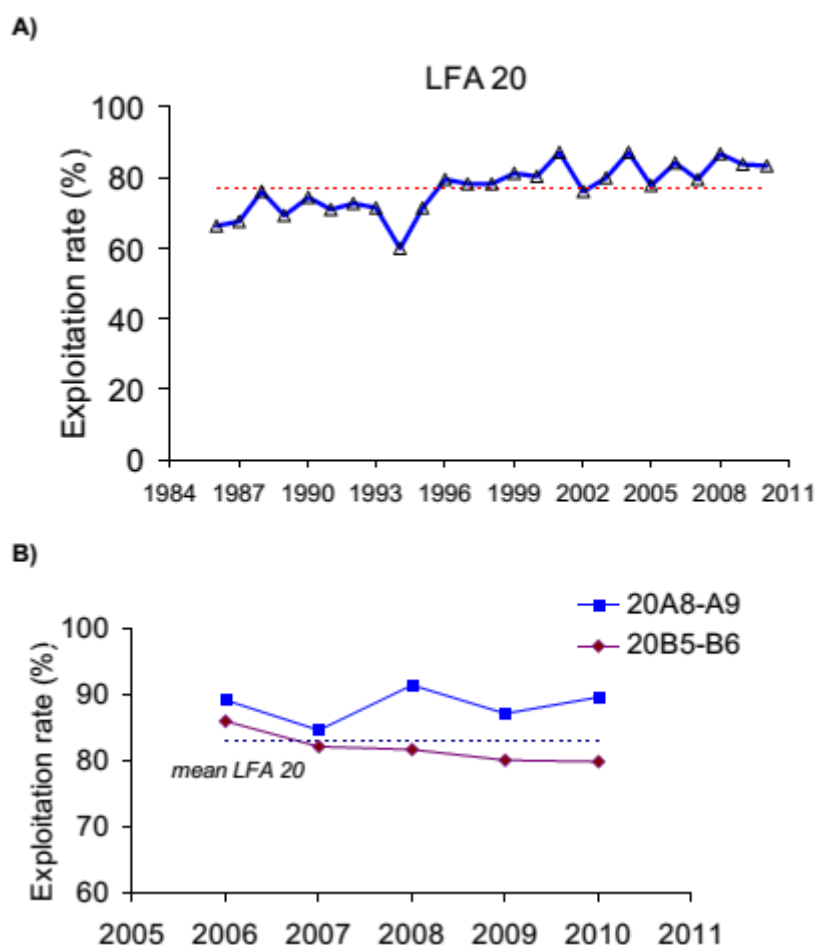 A)
LFA 20
Exploitation rate (%)
100
80
60
40
20
0
1984 1987 1990 1993 1996 1999 2002 2005 2008 2011
B)
20A8-A9
20B5-B6
Exploitation rate (%)
100
90
80
70
60
mean LFA 20
2005 2006 2007 2008 2009 2010 2011